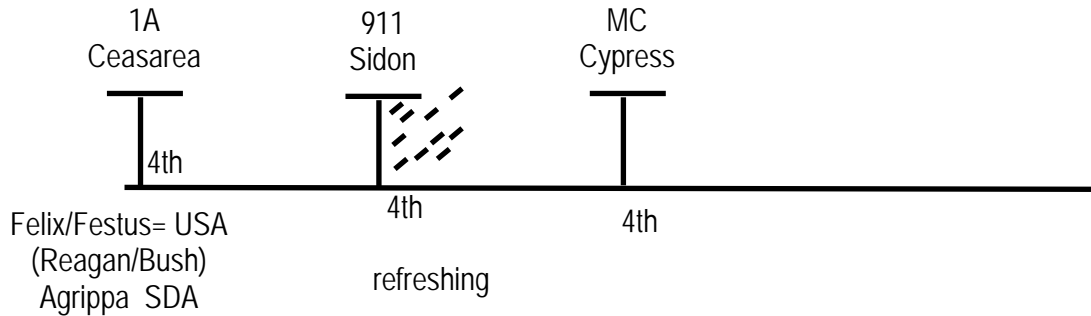 1A
Ceasarea
911
Sidon
MC
Cypress
4th
4th
4th
Felix/Festus= USA
(Reagan/Bush)
Agrippa SDA
refreshing